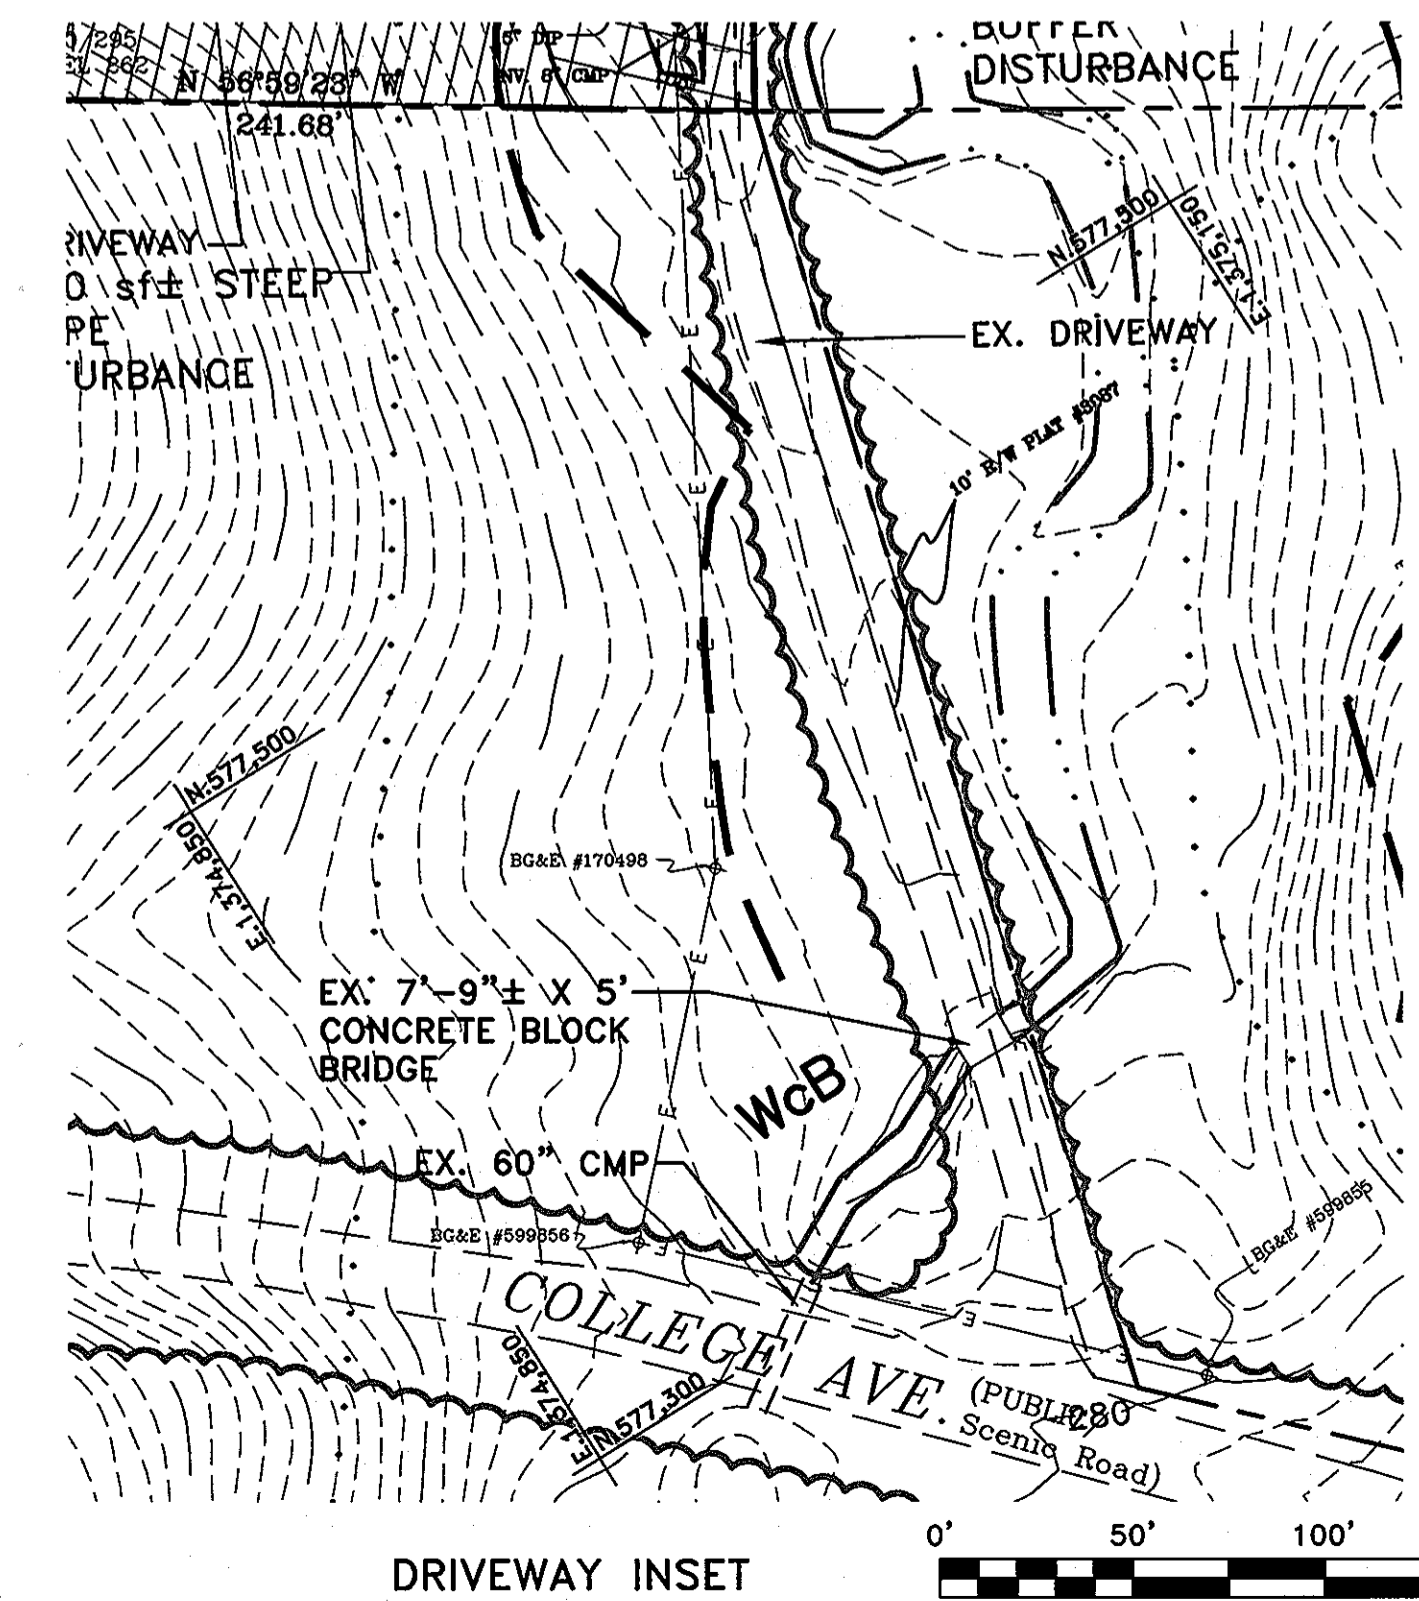 BUFFER
DISTURBANCE
6" DIP
INV. 8" CMP
N 56°59'23" W
241.68'
RIVEWAY
0 sf± STEEP
PE
URBANCE
N.577,500
E.1,375,150
EX. DRIVEWAY
10' R/W PLAT #8087
E
E
E
E
E
N.577,500
E.1,374,850
BG&E #170498
E
EX. 7'-9"± X 5'
CONCRETE BLOCK
BRIDGE
WcB
E
EX. 60" CMP
BG&E #599856
E
BG&E #599855
COLLEGE AVE.
E
E
(PUBLIC)
280
Scenic Road)
E.1,374,850
N.577,300
DRIVEWAY INSET
0' 50' 100'